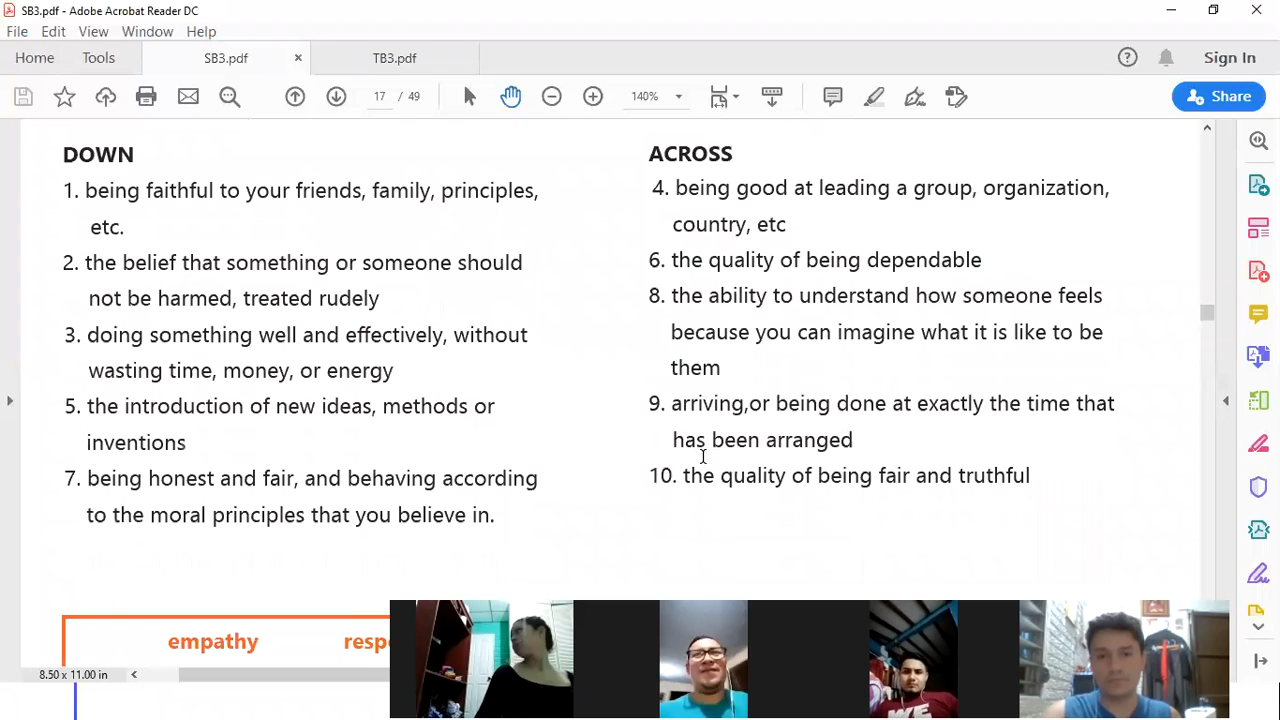 SB3.pdf - Adobe Acrobat Reader DC
File Edit View Window Help
Home Tools SB3.pdf × TB3.pdf Sign In
17 / 49 140% Share
DOWN
1. being faithful to your friends, family, principles,
etc.
2. the belief that something or someone should
not be harmed, treated rudely
3. doing something well and effectively, without
wasting time, money, or energy
5. the introduction of new ideas, methods or
inventions
7. being honest and fair, and behaving according
to the moral principles that you believe in.
ACROSS
4. being good at leading a group, organization,
country, etc
6. the quality of being dependable
8. the ability to understand how someone feels
because you can imagine what it is like to be
them
9. arriving,or being done at exactly the time that
has been arranged
10. the quality of being fair and truthful
empathy resp
8.50 x 11.00 in
WE